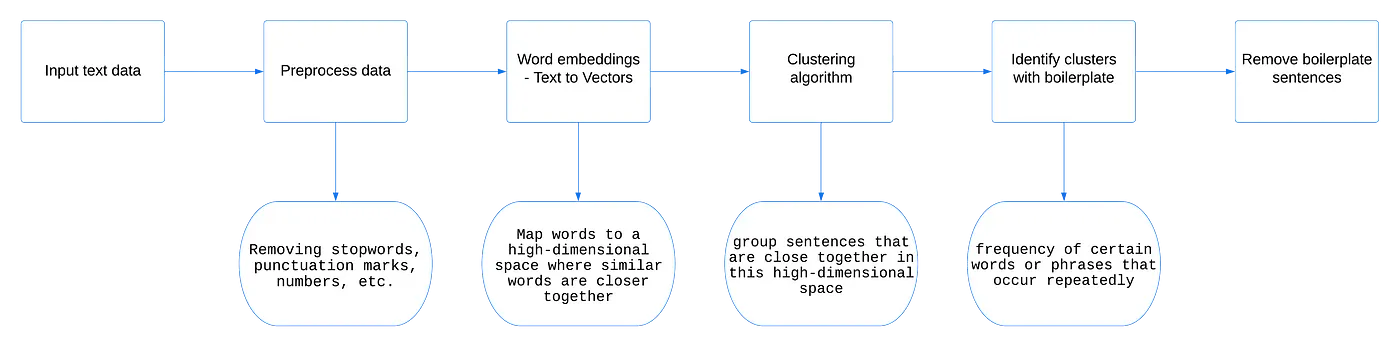 Input text data
Preprocess data
Word embeddings
- Text to Vectors
Clustering
algorithm
Identify clusters
with boilerplate
Remove boilerplate
sentences
Removing stopwords,
punctuation marks,
numbers, etc.
Map words to a
high-dimensional
space where similar
words are closer
together
group sentences that
are close together in
this high-dimensional
space
frequency of certain
words or phrases that
occur repeatedly